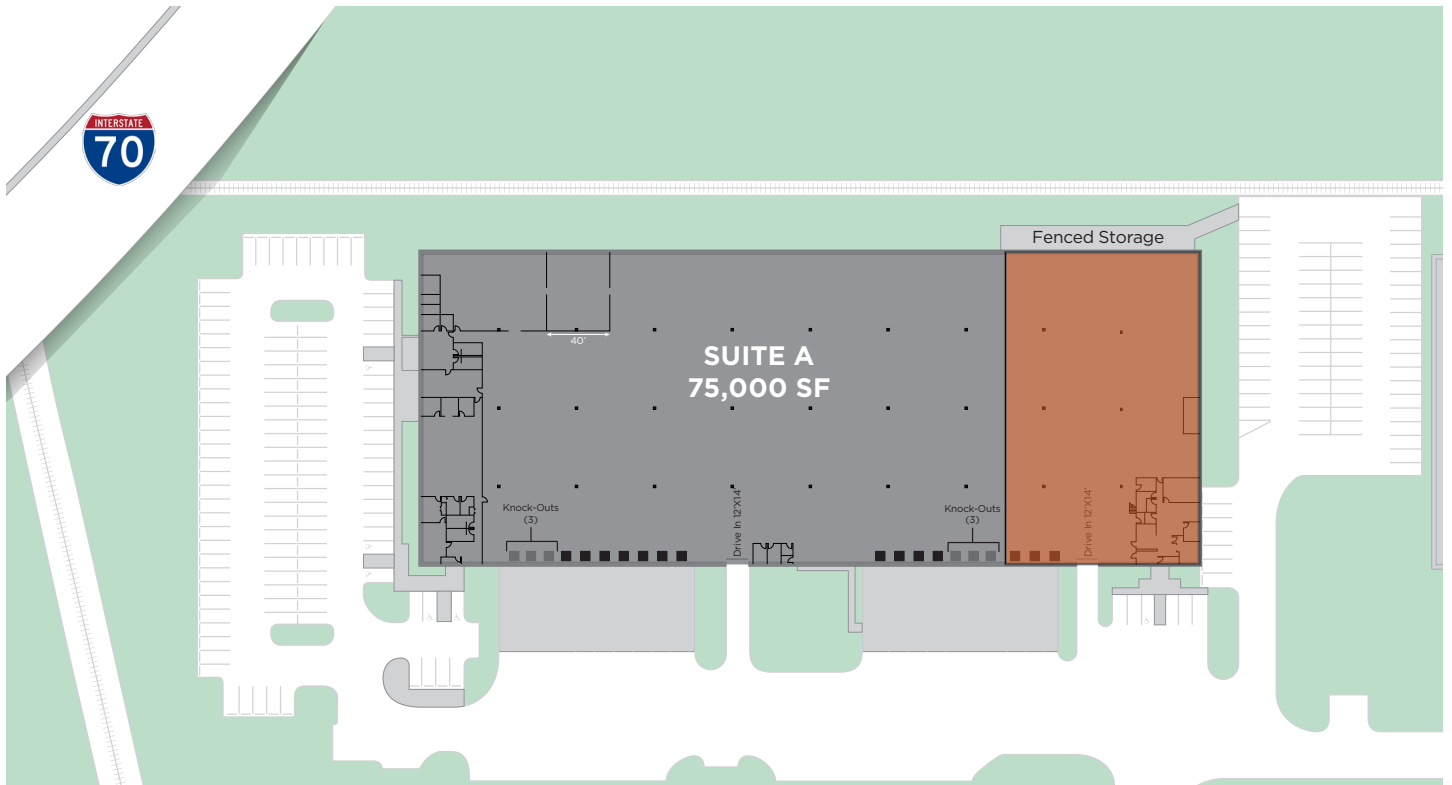 INTERSTATE
70
Fenced Storage
40'
SUITE A
75,000 SF
Knock-Outs
(3)
Drive In 12'X14'
Knock-Outs
(3)
Drive In 12'X14'